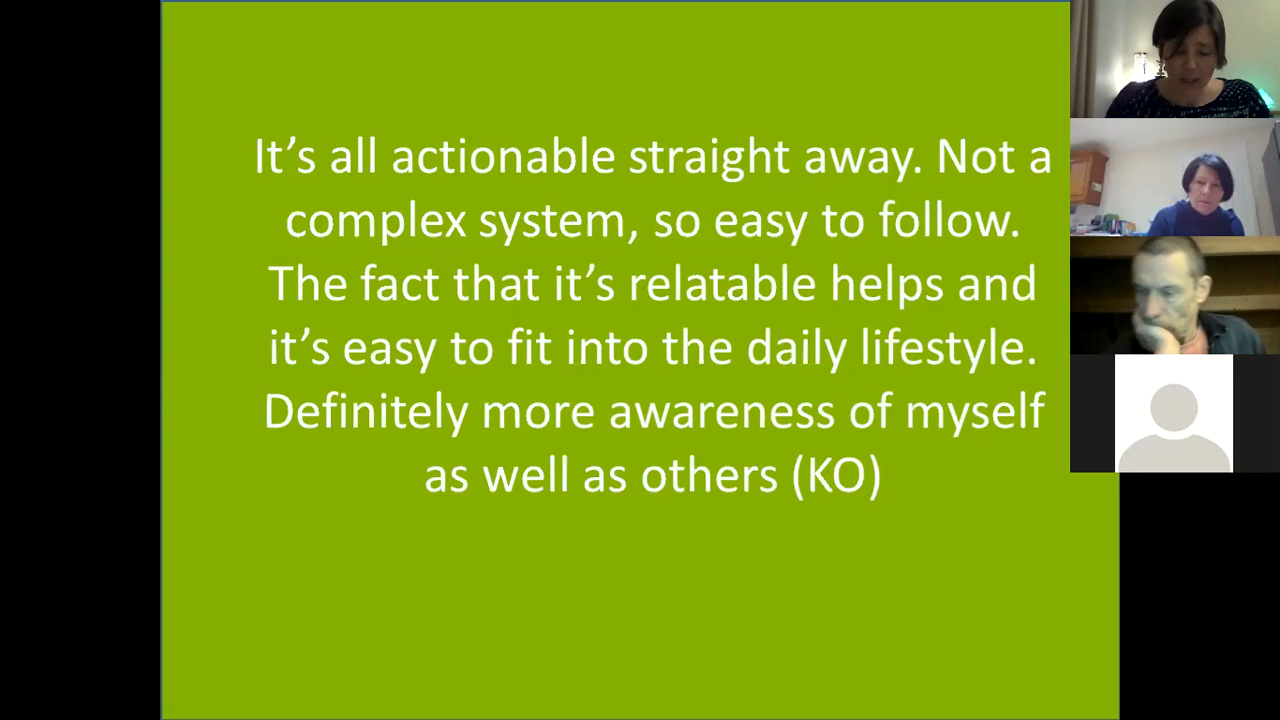 It’s all actionable straight away. Not a
complex system, so easy to follow.
The fact that it’s relatable helps and
it’s easy to fit into the daily lifestyle.
Definitely more awareness of myself
as well as others (KO)